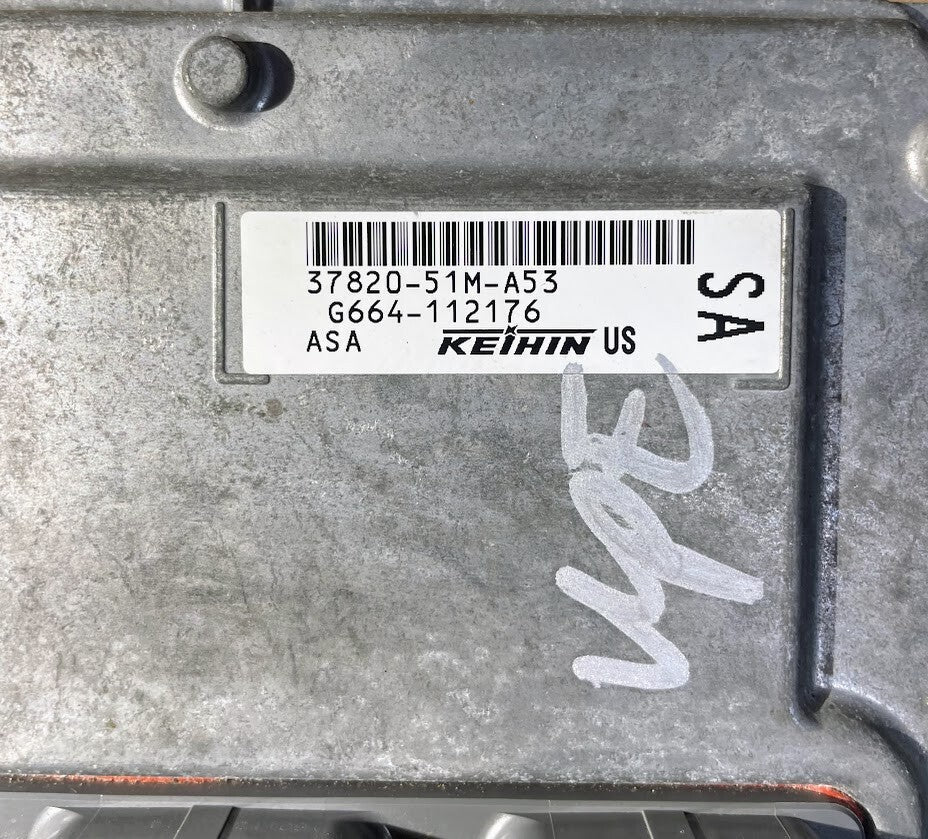 37820-51M-A53
G664-112176
ASA KEIHIN US
SA